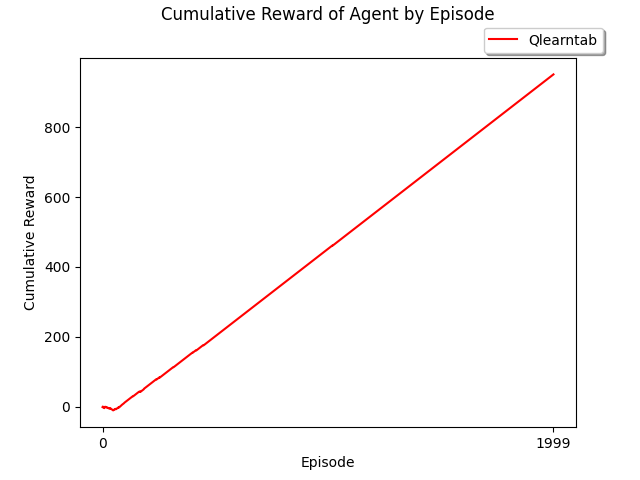 Cumulative Reward of Agent by Episode
Qlearntab
800
600
400
200
0
Cumulative Reward
0
1999
Episode